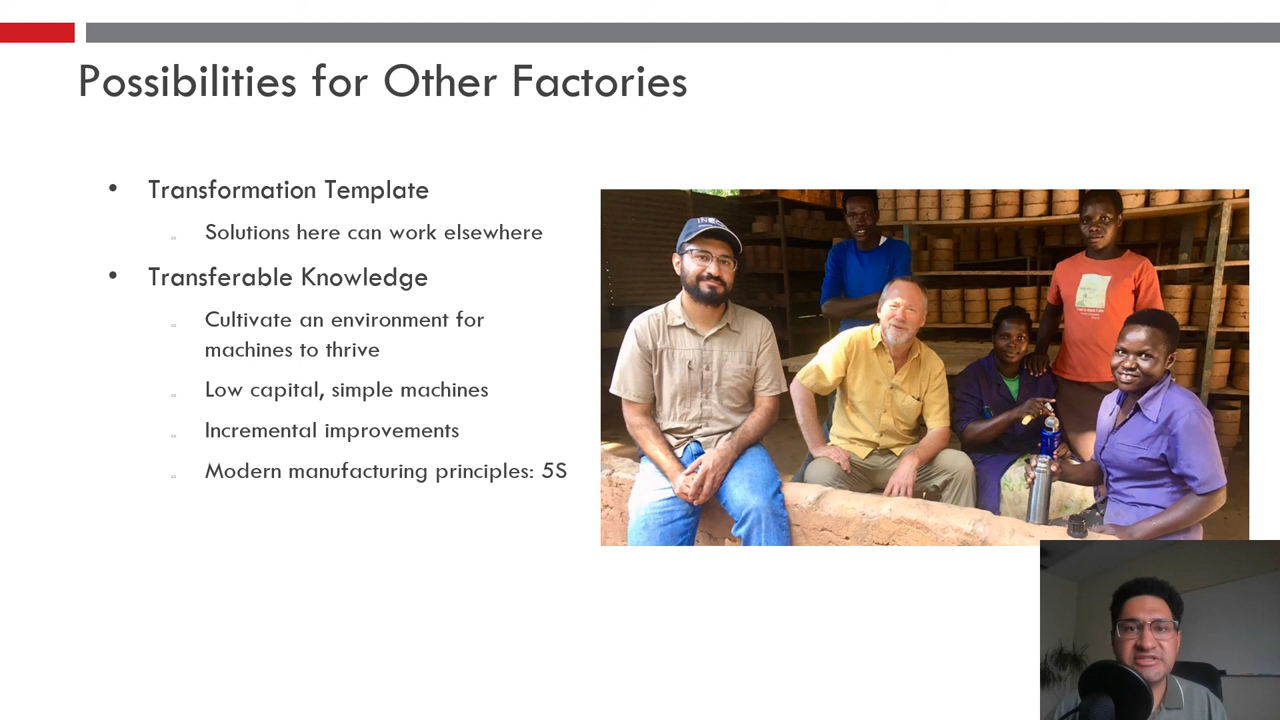 Possibilities for Other Factories
• Transformation Template
Solutions here can work elsewhere
• Transferable Knowledge
Cultivate an environment for
machines to thrive
Low capital, simple machines
Incremental improvements
Modern manufacturing principles: 5S